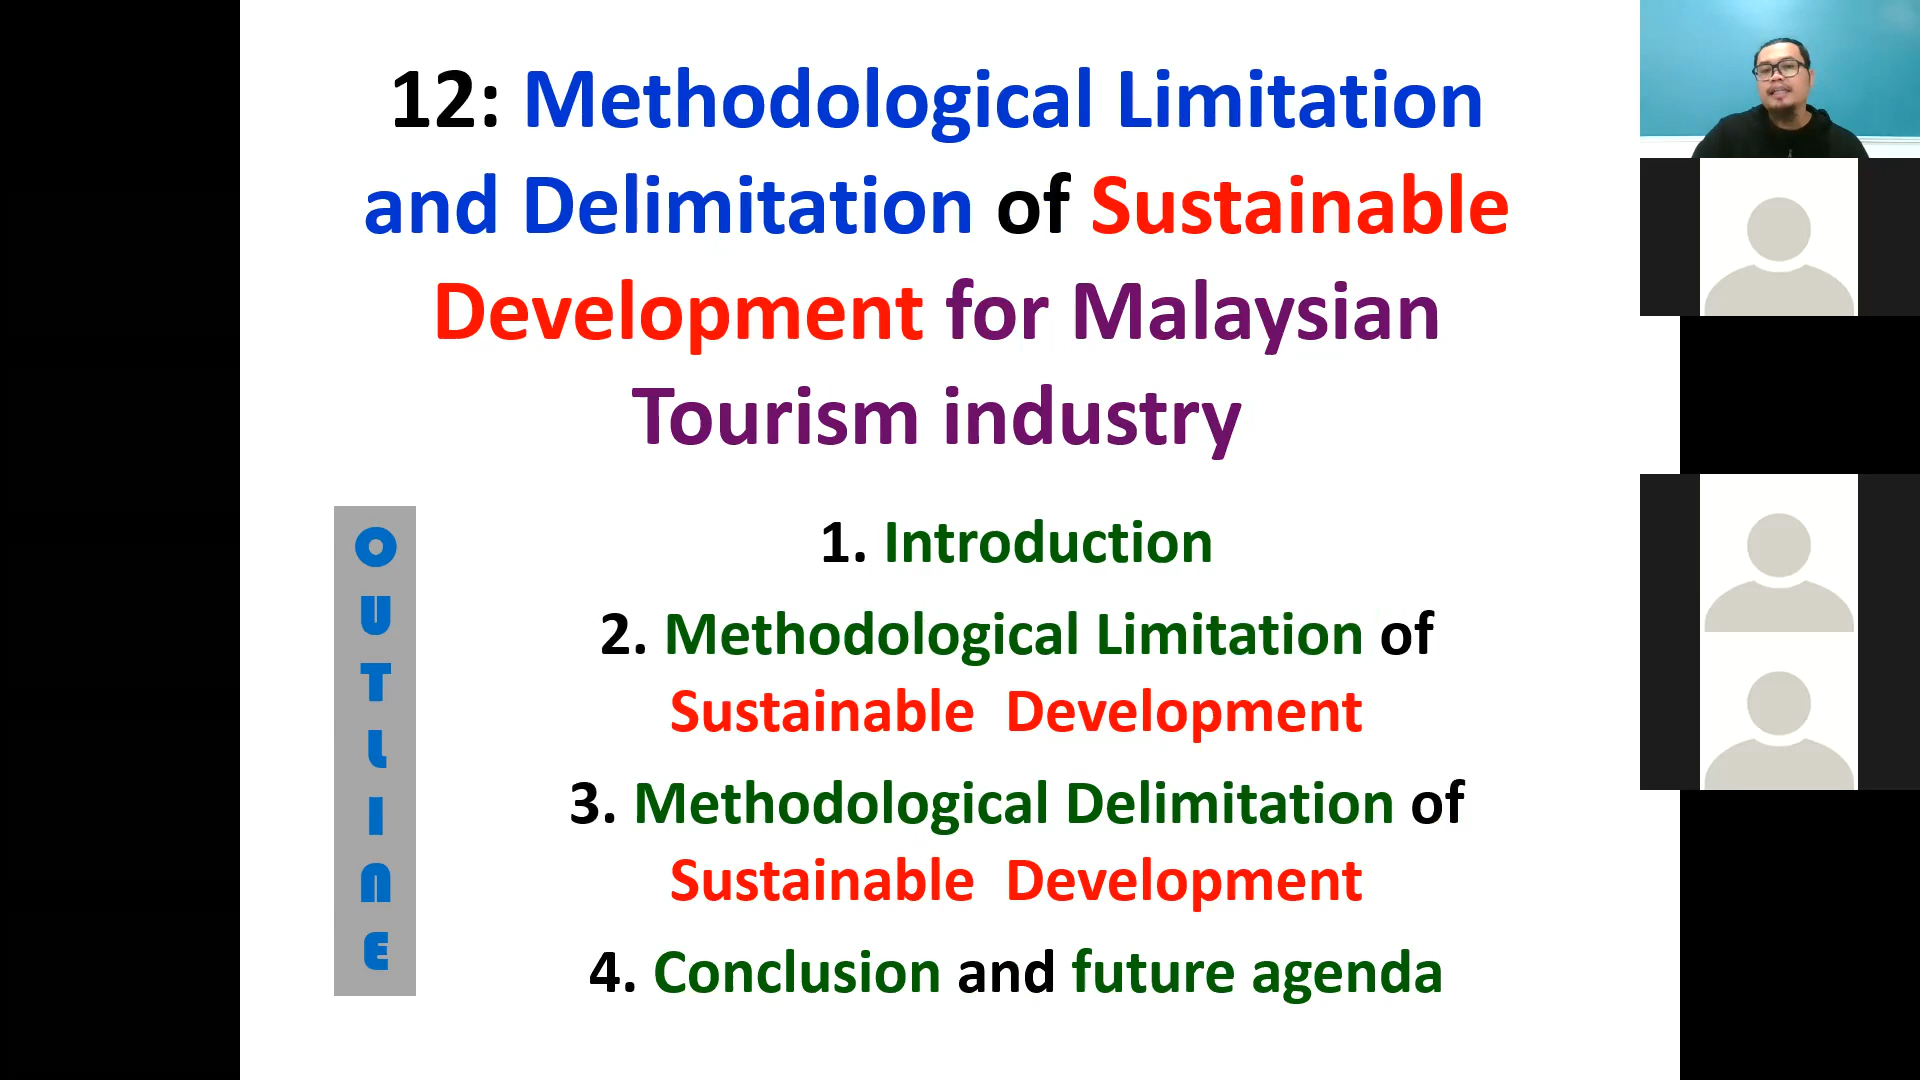 12: Methodological Limitation
and Delimitation of Sustainable
Development for Malaysian
Tourism industry
OUTLINE
1. Introduction
2. Methodological Limitation of
Sustainable Development
3. Methodological Delimitation of
Sustainable Development
4. Conclusion and future agenda